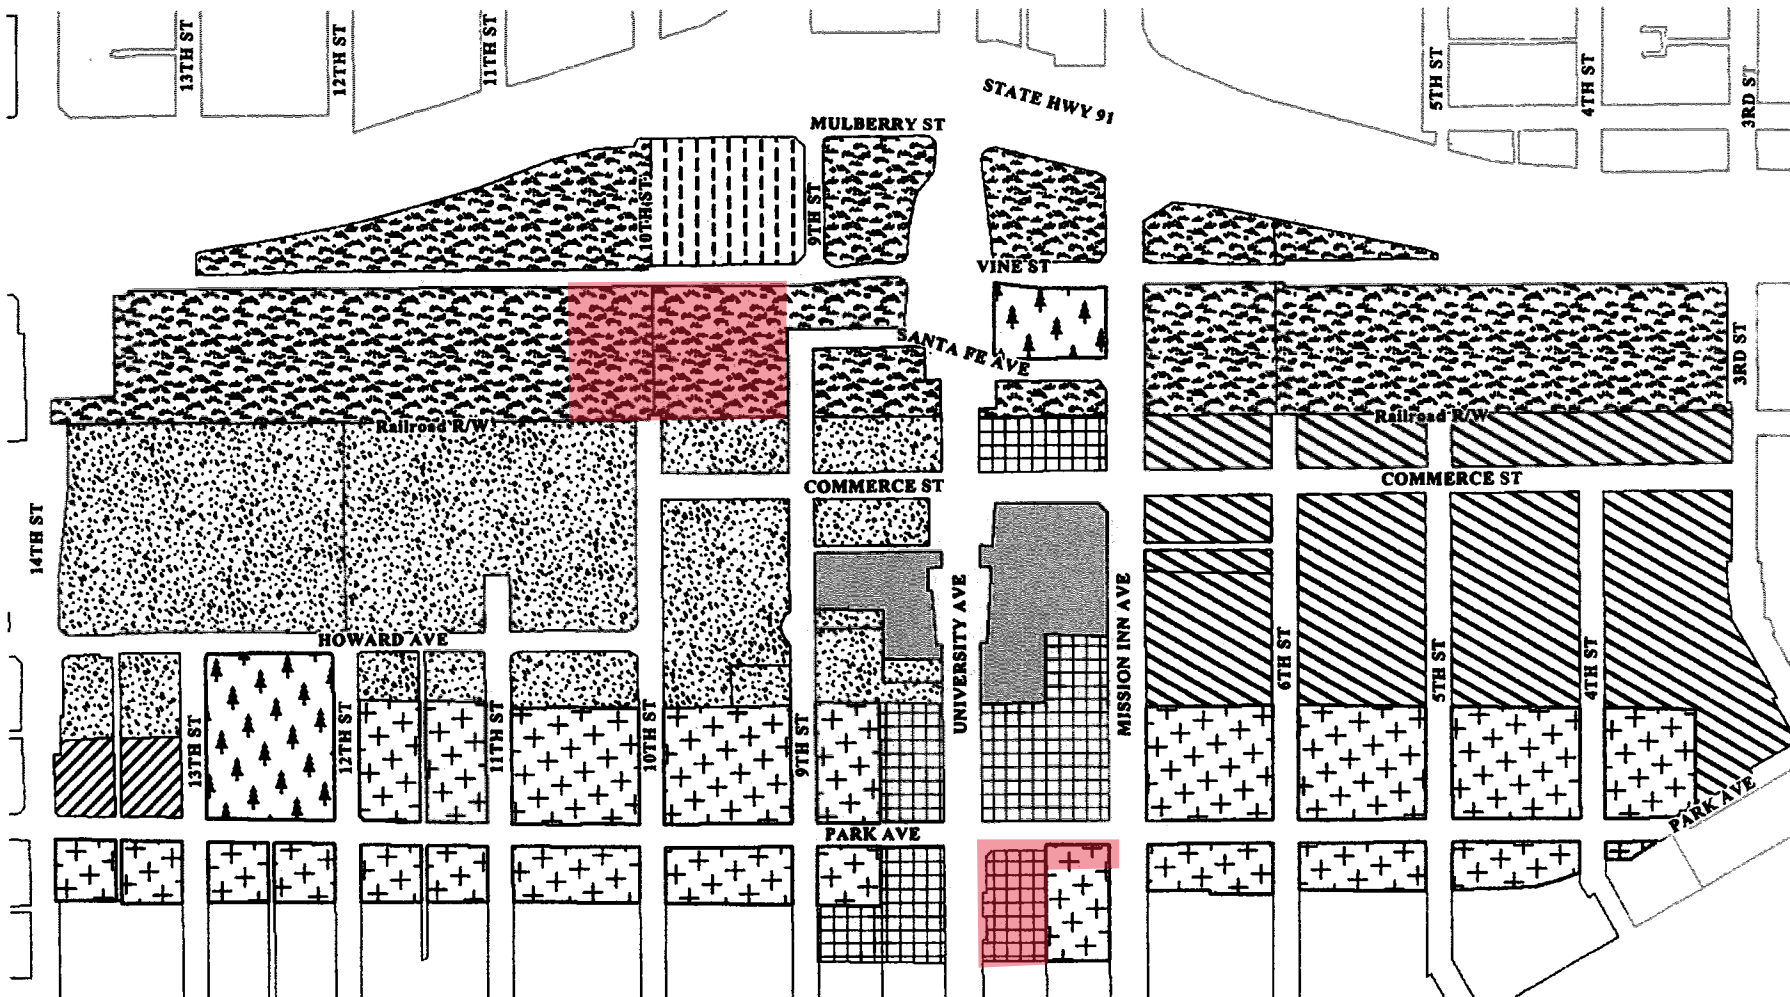 13TH ST
12TH ST
11TH ST
5TH ST
4TH ST
3RD ST
STATE HWY 91
MULBERRY ST
10TH ST
9TH ST
VINE ST
SANTA FE AVE
3RD ST
Railroad R/W
Railroad R/W
COMMERCE ST
COMMERCE ST
14TH ST
HOWARD AVE
UNIVERSITY AVE
MISSION INN AVE
6TH ST
5TH ST
4TH ST
13TH ST
12TH ST
11TH ST
10TH ST
9TH ST
PARK AVE
PARK AVE